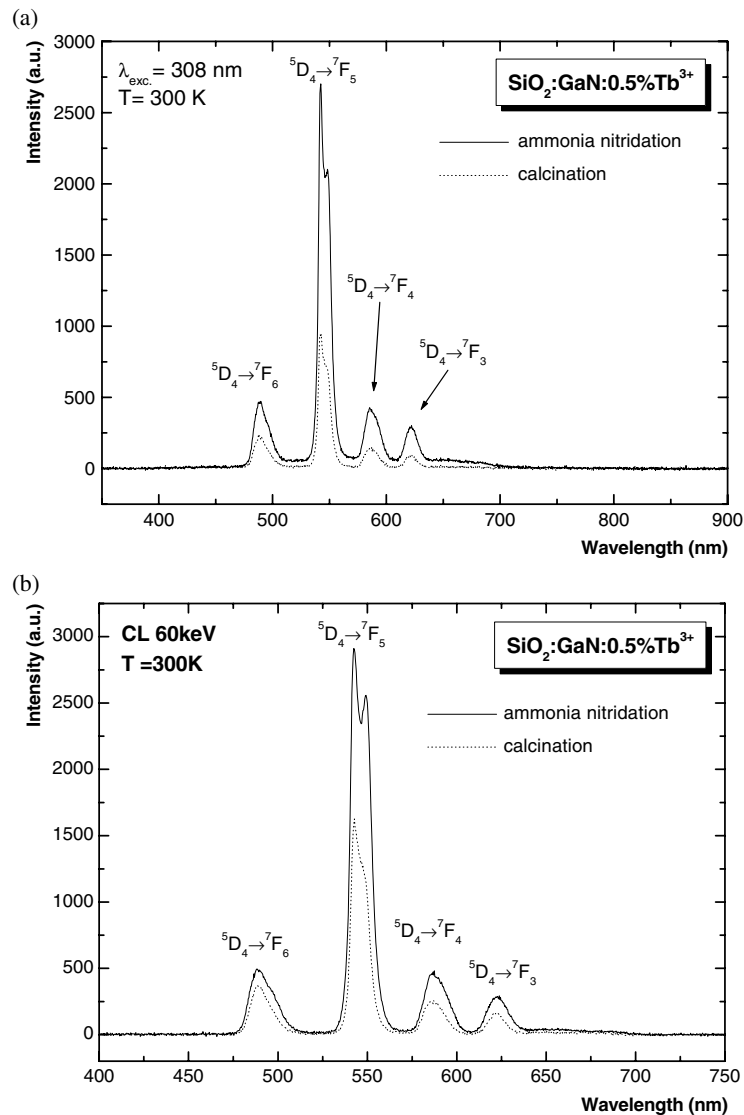 (a)
3000
2500
2000
1500
1000
500
0
Intensity (a.u.)
λexc.= 308 nm
T= 300 K
⁵D₄→⁷F₅
SiO₂:GaN:0.5%Tb³⁺
ammonia nitridation
calcination
⁵D₄→⁷F₄
⁵D₄→⁷F₃
⁵D₄→⁷F₆
400 500 600 700 800 900
Wavelength (nm)
(b)
3000
2500
2000
1500
1000
500
0
Intensity (a.u.)
CL 60keV
T =300K
⁵D₄→⁷F₅
SiO₂:GaN:0.5%Tb³⁺
ammonia nitridation
calcination
⁵D₄→⁷F₆
⁵D₄→⁷F₄
⁵D₄→⁷F₃
400 450 500 550 600 650 700 750
Wavelength (nm)